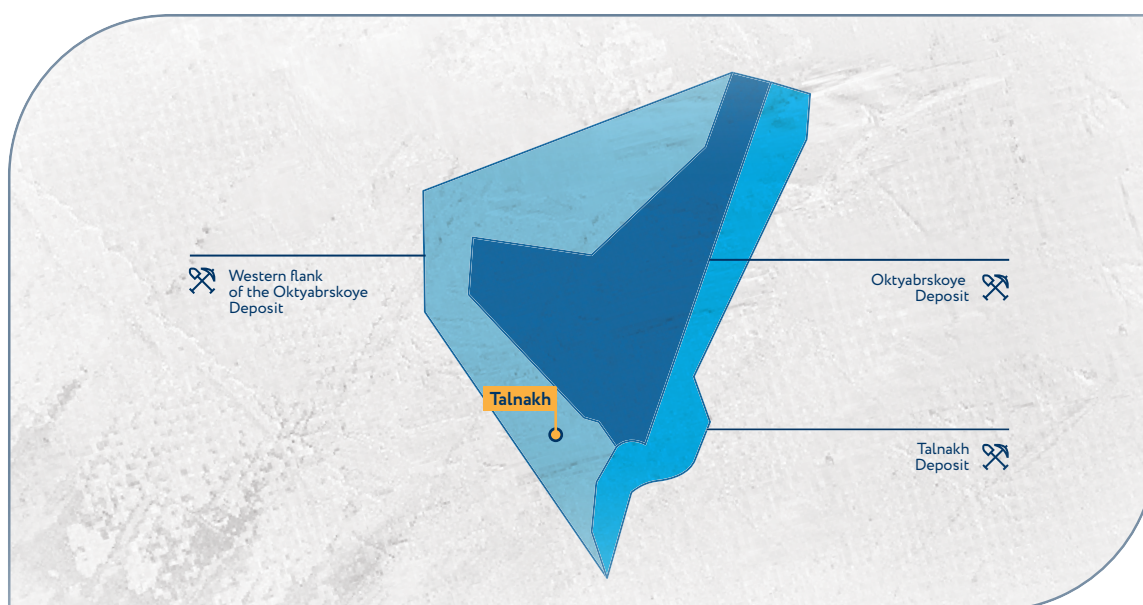 Western flank
of the Oktyabrskoye
Deposit
Oktyabrskoye
Deposit
Talnakh
Talnakh
Deposit